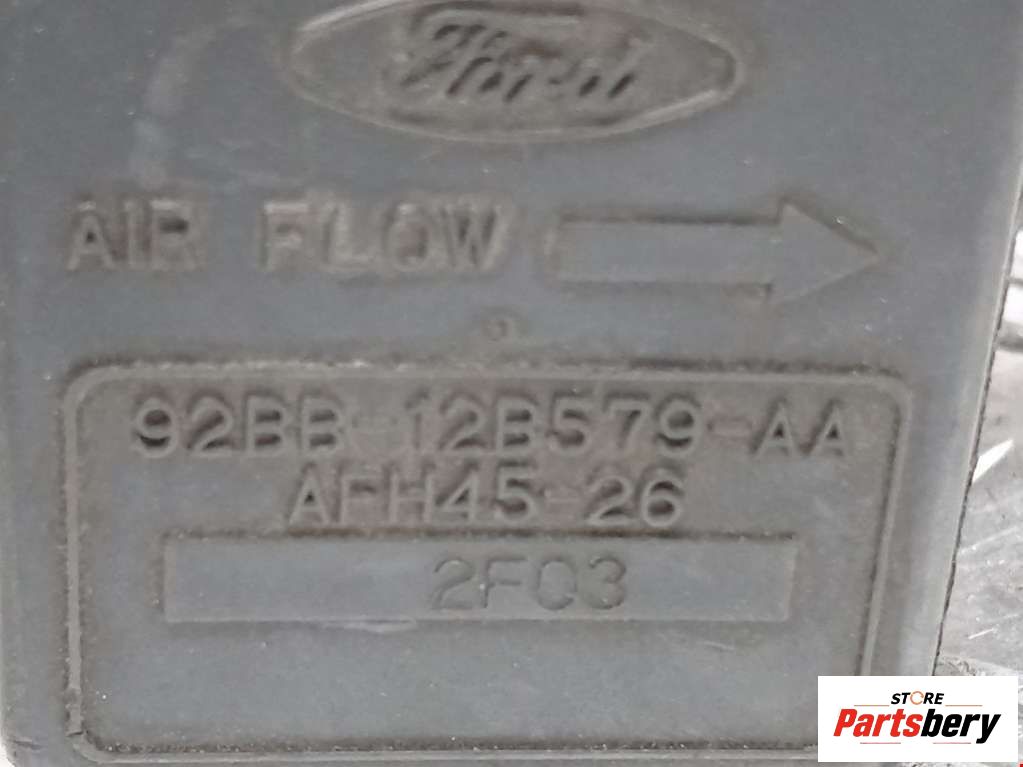 Ford
AIR FLOW
92BB-12B579-AA
AFH45-26
2F03
STORE
Partsbery